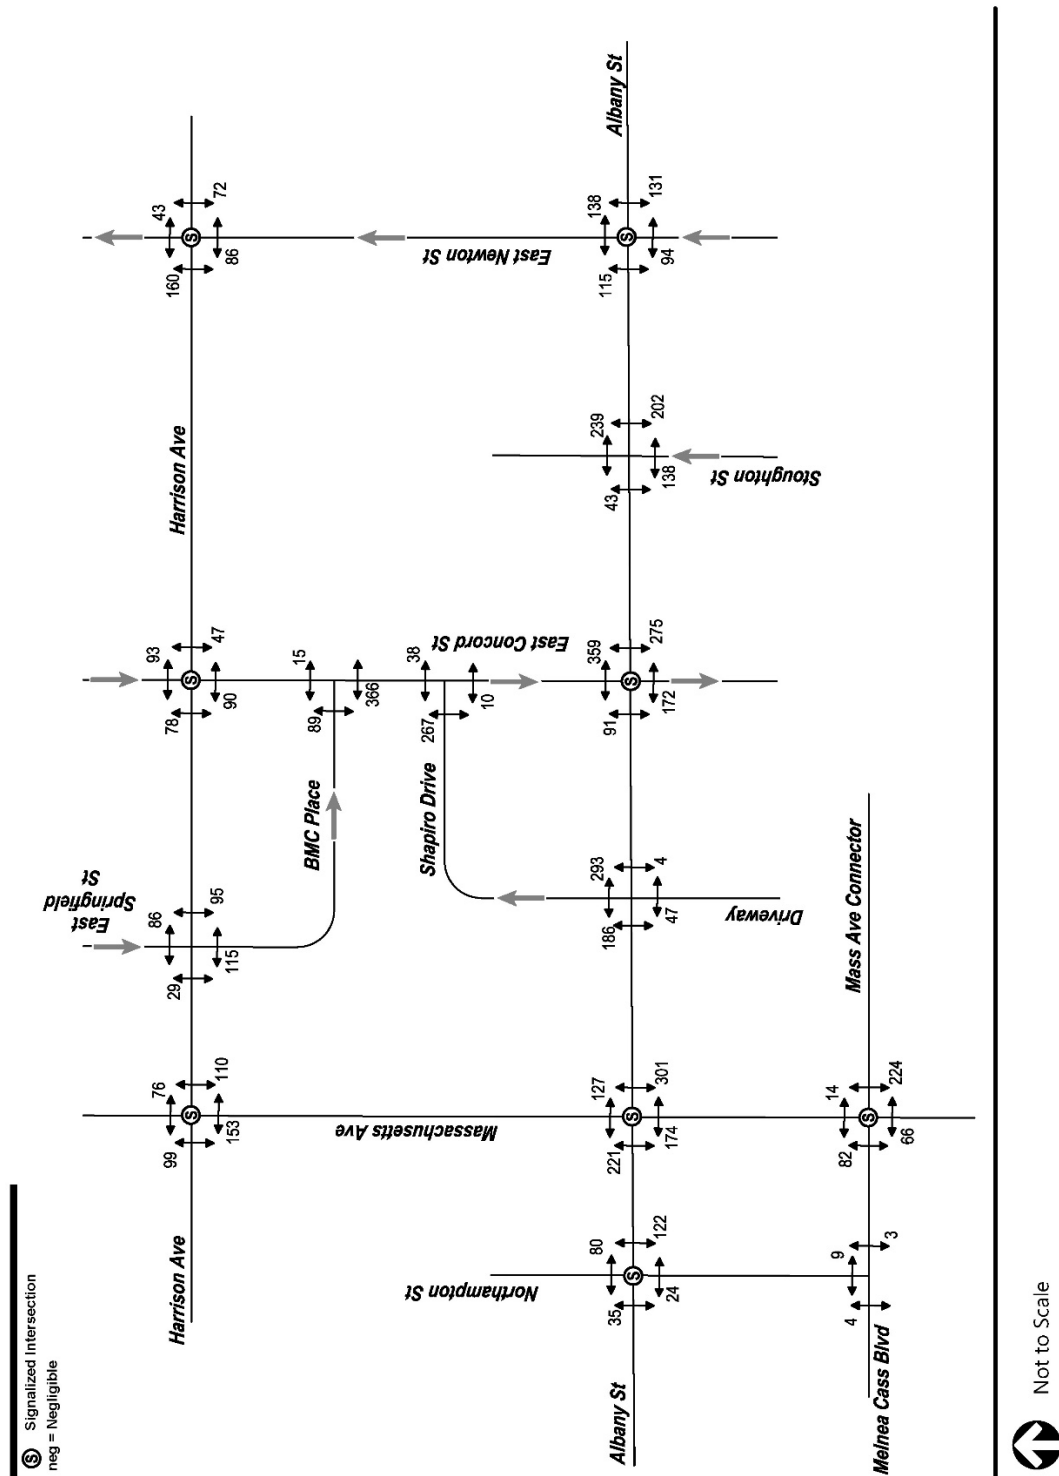 Albany St
43
72
138
131
160
86
115
94
East Newton St
Harrison Ave
239
202
43
138
Stoughton St
93
47
15
38
East Concord St
359
275
78
90
89
366
267
10
91
172
BMC Place
Shapiro Drive
East
Springfield
St
86
95
293
4
29
115
186
47
Driveway
Mass Ave Connector
76
110
127
301
14
224
99
153
Massachusetts Ave
221
174
82
66
80
122
9
3
Northampton St
35
24
4
Harrison Ave
Albany St
Melnea Cass Blvd
S Signalized Intersection
neg = Negligible
Not to Scale
S
S
S
S
S
S
S
S